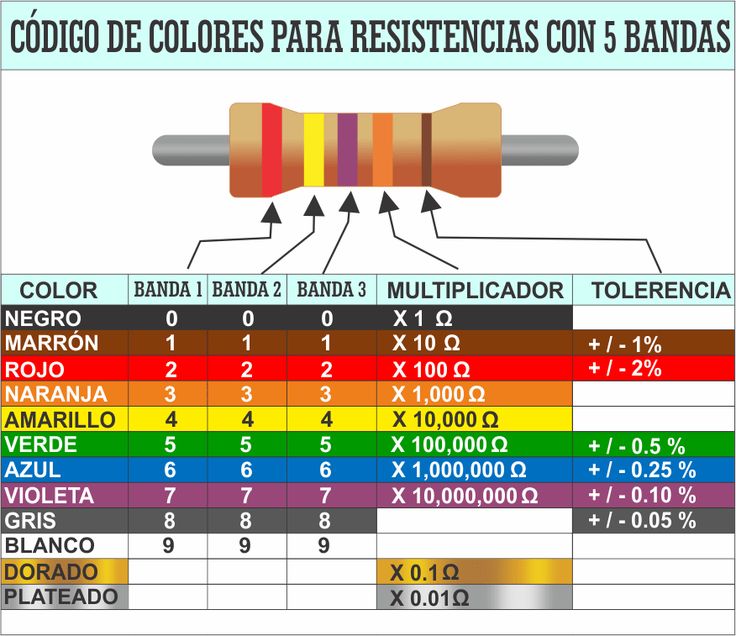 CÓDIGO DE COLORES PARA RESISTENCIAS CON 5 BANDAS
COLOR BANDA 1 BANDA 2 BANDA 3 MULTIPLICADOR TOLERENCIA
NEGRO 0 0 0 X 1 Ω
MARRÓN 1 1 1 X 10 Ω + / - 1%
ROJO 2 2 2 X 100 Ω + / - 2%
NARANJA 3 3 3 X 1,000 Ω
AMARILLO 4 4 4 X 10,000 Ω
VERDE 5 5 5 X 100,000 Ω + / - 0.5 %
AZUL 6 6 6 X 1,000,000 Ω + / - 0.25 %
VIOLETA 7 7 7 X 10,000,000 Ω + / - 0.10 %
GRIS 8 8 8 + / - 0.05 %
BLANCO 9 9 9
DORADO X 0.1 Ω
PLATEADO X 0.01 Ω